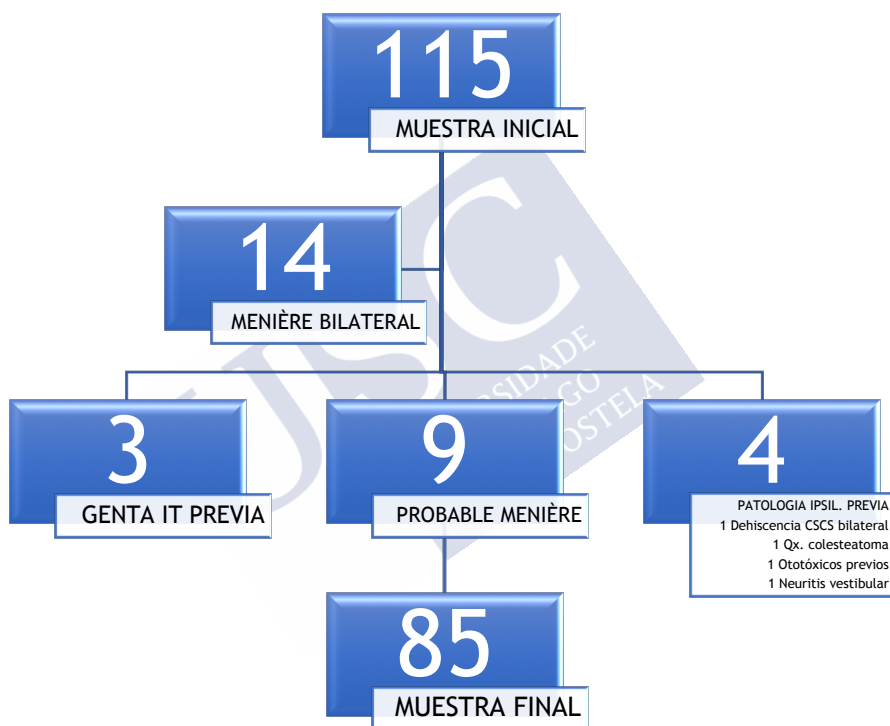 115
MUESTRA INICIAL
14
MENIÈRE BILATERAL
3
GENTA IT PREVIA
9
PROBABLE MENIÈRE
4
PATOLOGIA IPSIL. PREVIA
1 Dehiscencia CSCS bilateral
1 Qx. colesteatoma
1 Ototóxicos previos
1 Neuritis vestibular
85
MUESTRA FINAL
USC